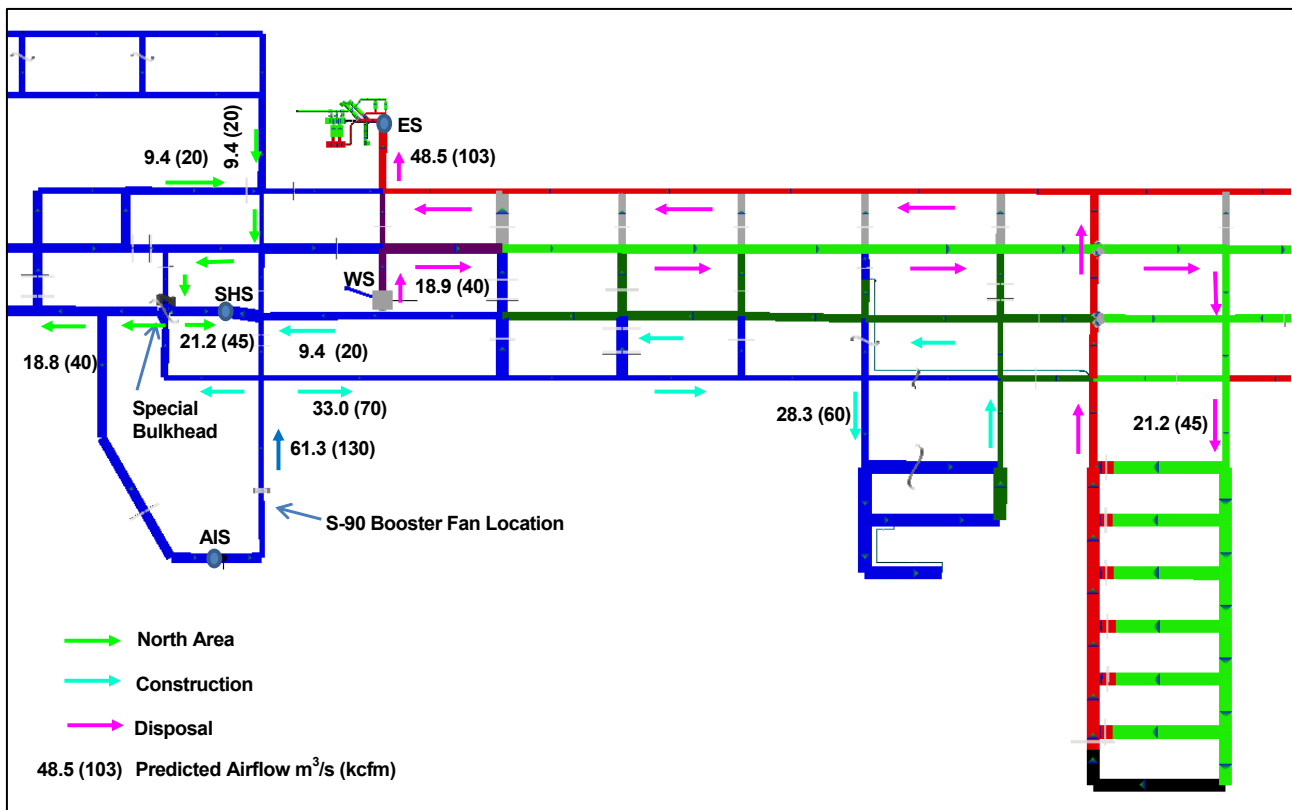 ES
9.4 (20)
9.4 (20)
48.5 (103)
WS
18.9 (40)
SHS
21.2 (45)
9.4 (20)
18.8 (40)
Special
Bulkhead
33.0 (70)
28.3 (60)
21.2 (45)
61.3 (130)
S-90 Booster Fan Location
AIS
North Area
Construction
Disposal
48.5 (103) Predicted Airflow m³/s (kcfm)